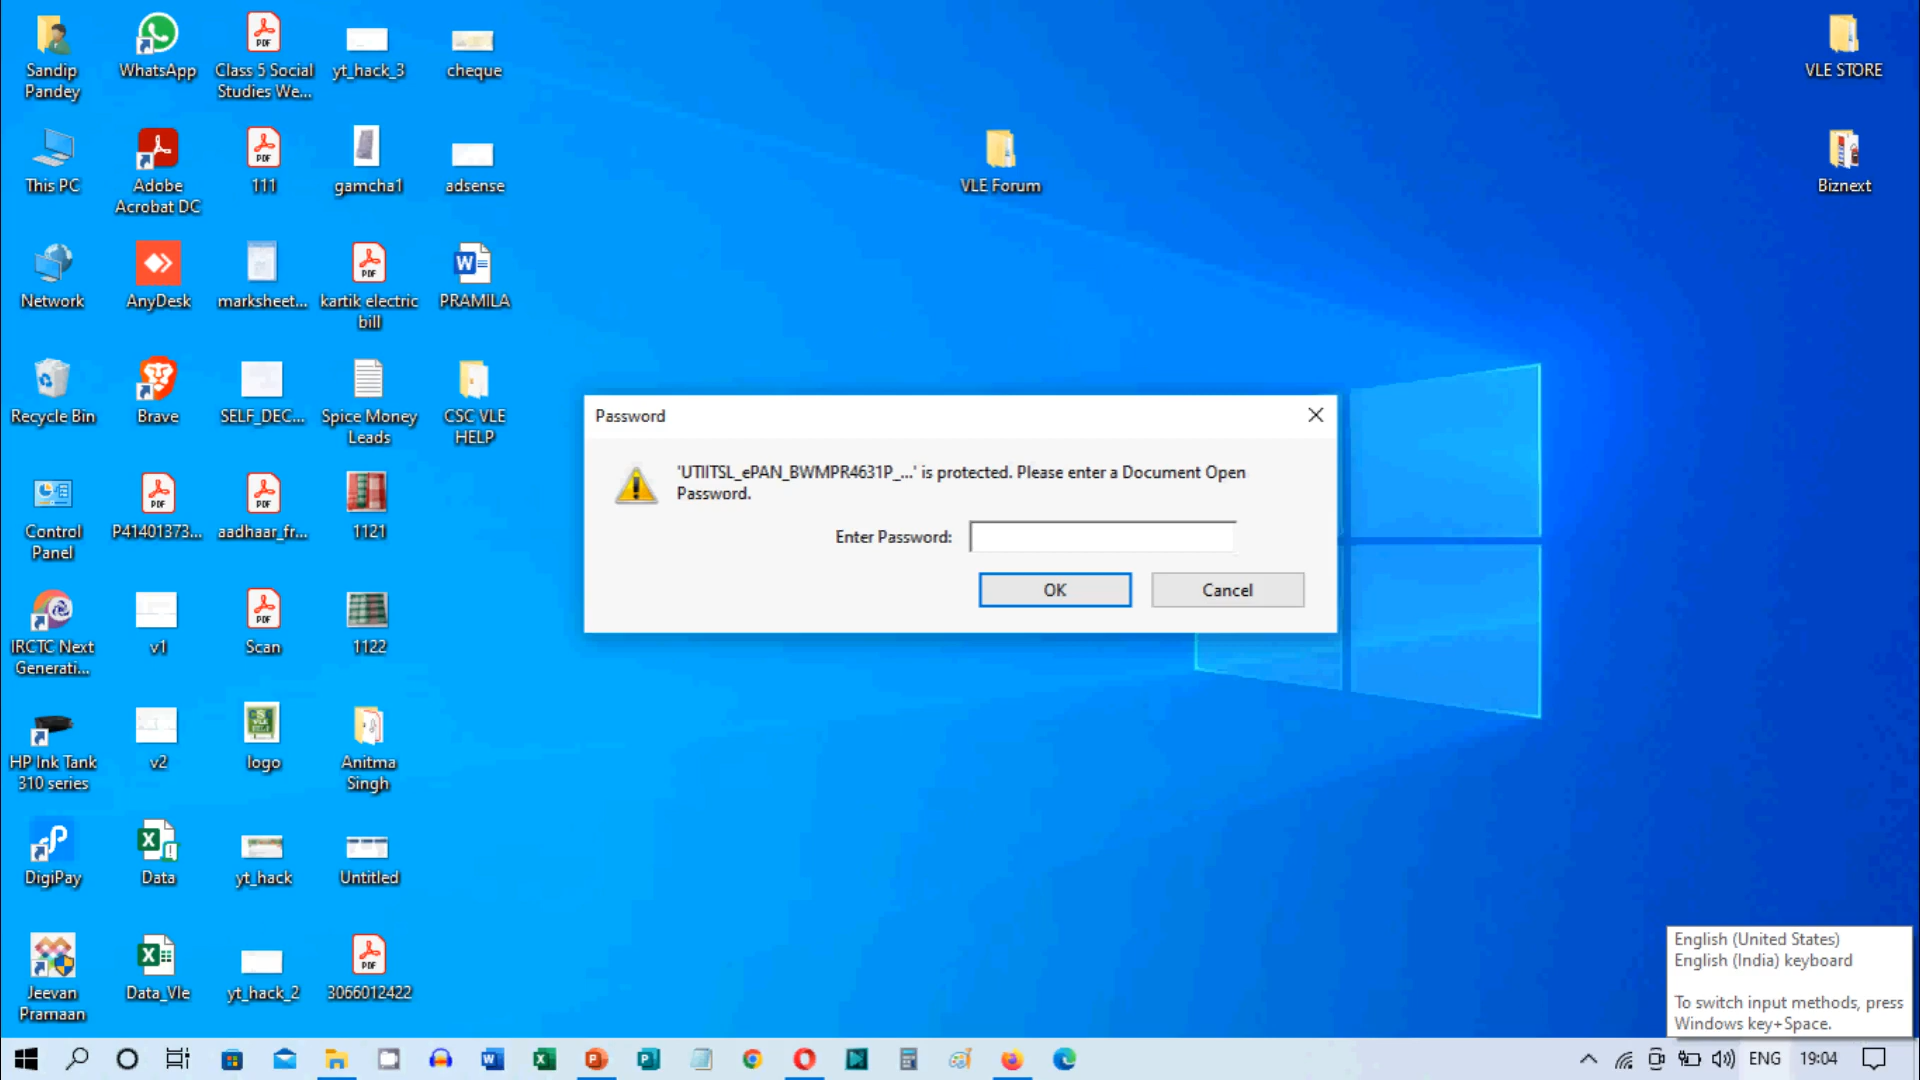 Sandip
Pandey
WhatsApp
Class 5 Social
Studies We...
yt_hack_3
cheque
VLE STORE
This PC
Adobe
Acrobat DC
111
gamcha1
adsense
VLE Forum
Biznext
Network
AnyDesk
marksheet...
kartik electric
bill
PRAMILA
Recycle Bin
Brave
SELF_DEC...
Spice Money
Leads
CSC VLE
HELP
Password
'UTIITSL_ePAN_BWMPR4631P_...' is protected. Please enter a Document Open
Password.
Enter Password:
OK
Cancel
Control
Panel
P41401373...
aadhaar_fr...
1121
IRCTC Next
Generati...
v1
Scan
1122
HP Ink Tank
310 series
v2
logo
Anitma
Singh
DigiPay
Data
yt_hack
Untitled
Jeevan
Pramaan
Data_Vle
yt_hack_2
3066012422
English (United States)
English (India) keyboard
To switch input methods, press
Windows key+Space.
ENG
19:04